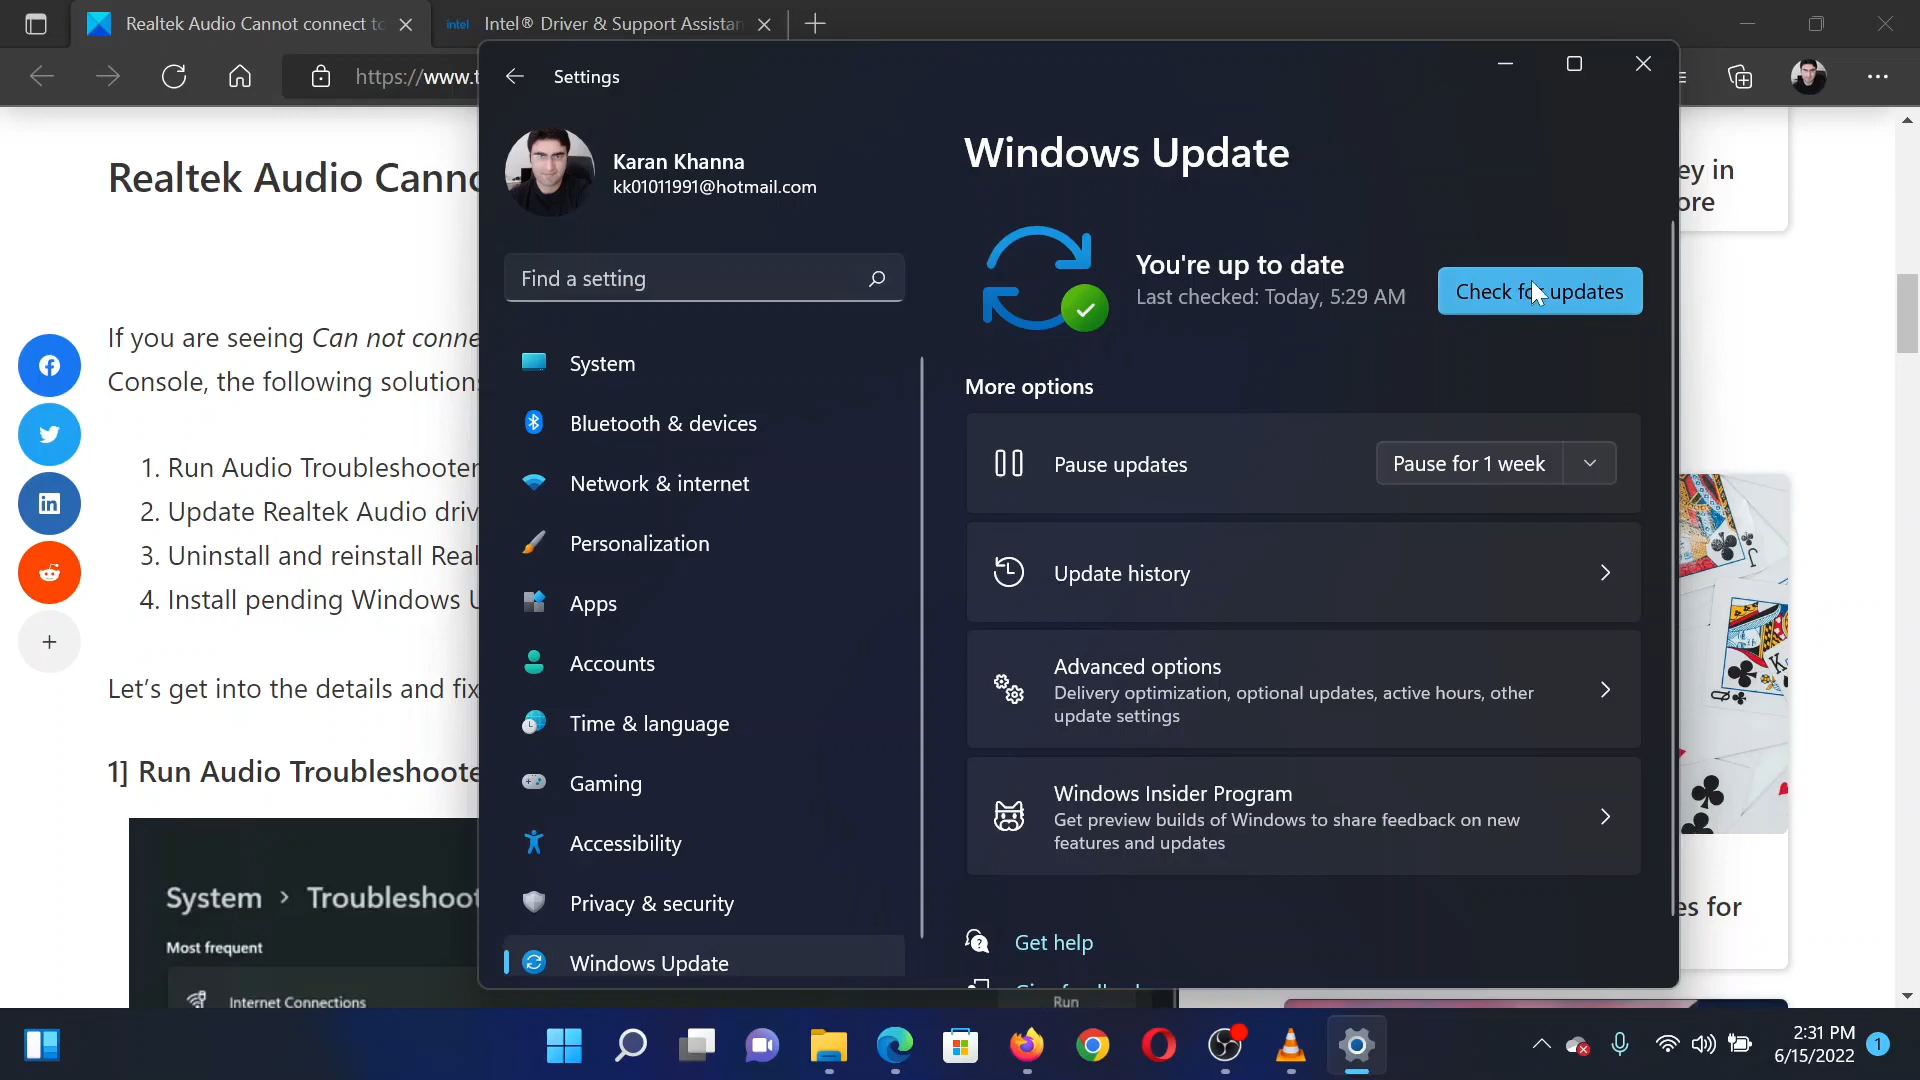 Realtek Audio Cannot connect to
intel Intel® Driver & Support Assistan
https://www.t
Settings
Realtek Audio Canno
If you are seeing Can not conne
Console, the following solutions
1. Run Audio Troubleshooter
2. Update Realtek Audio driv
3. Uninstall and reinstall Real
4. Install pending Windows U
Let's get into the details and fix
1] Run Audio Troubleshoote
System > Troubleshoot
Most frequent
Internet Connections
Karan Khanna
kk01011991@hotmail.com
Find a setting
System
Bluetooth & devices
Network & internet
Personalization
Apps
Accounts
Time & language
Gaming
Accessibility
Privacy & security
Windows Update
Windows Update
You're up to date
Last checked: Today, 5:29 AM
Check for updates
More options
Pause updates
Pause for 1 week
Update history
Advanced options
Delivery optimization, optional updates, active hours, other
update settings
Windows Insider Program
Get preview builds of Windows to share feedback on new
features and updates
Get help
Run
ey in
ore
es for
2:31 PM
6/15/2022
1